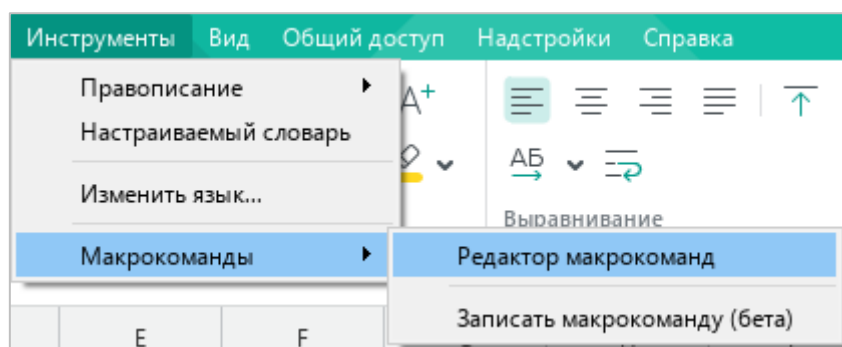 Инструменты Вид Общий доступ Надстройки Справка
Правописание
A+
Настраиваемый словарь
АБ
Изменить язык...
Выравнивание
Макрокоманды
Редактор макрокоманд
Записать макрокоманду (бета)
E F